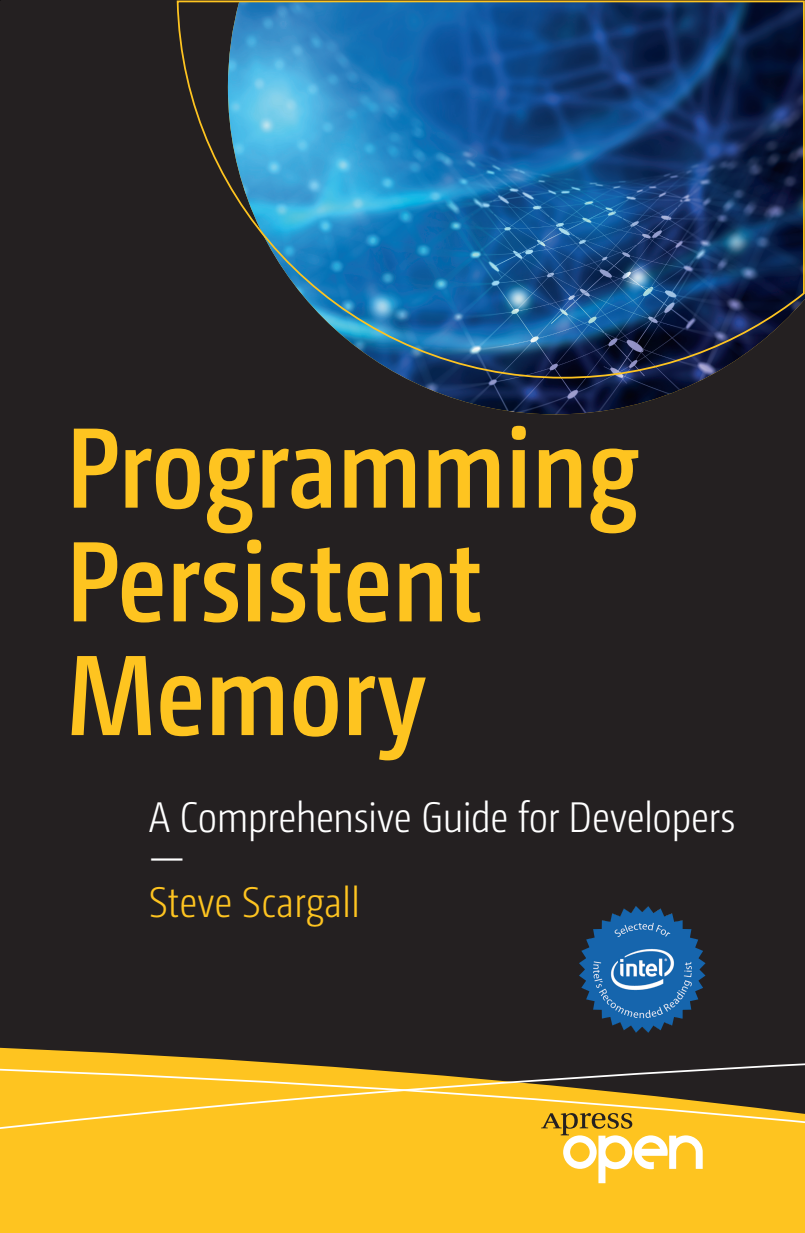 Programming
Persistent
Memory
A Comprehensive Guide for Developers
—
Steve Scargall
Selected For
intel
Intel's Recommended Reading List
Apress
open